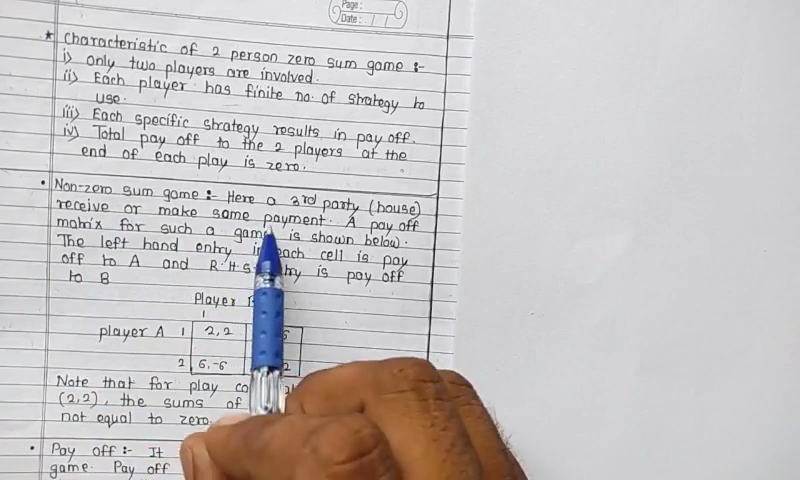 Page:
Date: / /
* Characteristic of 2 person zero sum game :-
i) only two players are involved.
ii) Each player has finite no. of strategy to
use.
iii) Each specific strategy results in pay off.
iv) Total pay off to the 2 players at the
end of each play is zero.
• Non-zero sum game :- Here a 3rd party (house)
receive or make some payment. A pay off
matrix for such a game is shown below.
The left hand entry in each cell is pay
off to A and R.H.S. entry is pay off
to B
Player
1
player A 1 2,2
2 6,-6 2
Note that for play
(2,2), the sums of
not equal to zero.
• Pay off :- It
game. Pay off